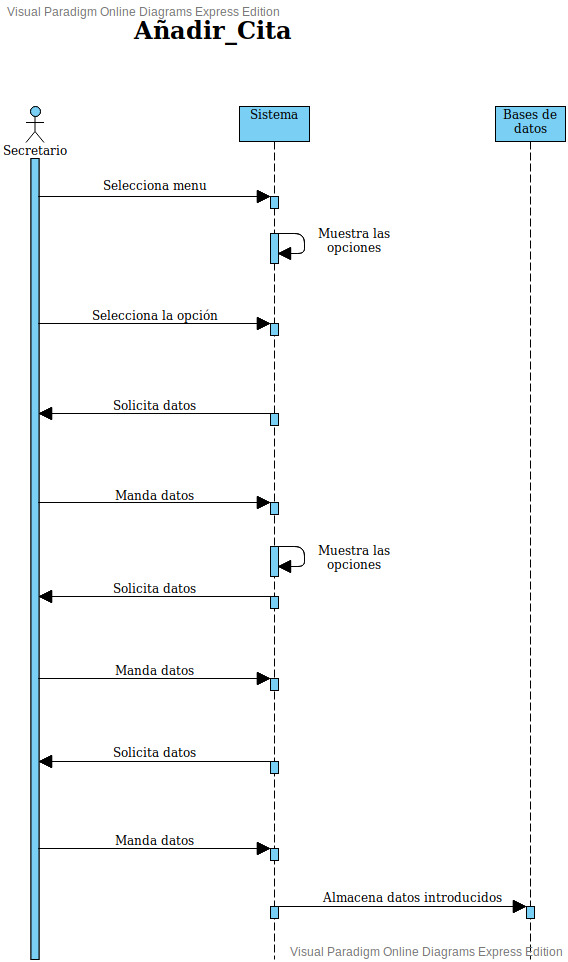 Visual Paradigm Online Diagrams Express Edition
Añadir_Cita
Secretario
Sistema
Bases de
datos
Selecciona menu
Muestra las
opciones
Selecciona la opción
Solicita datos
Manda datos
Muestra las
opciones
Solicita datos
Manda datos
Solicita datos
Manda datos
Almacena datos introducidos
Visual Paradigm Online Diagrams Express Edition